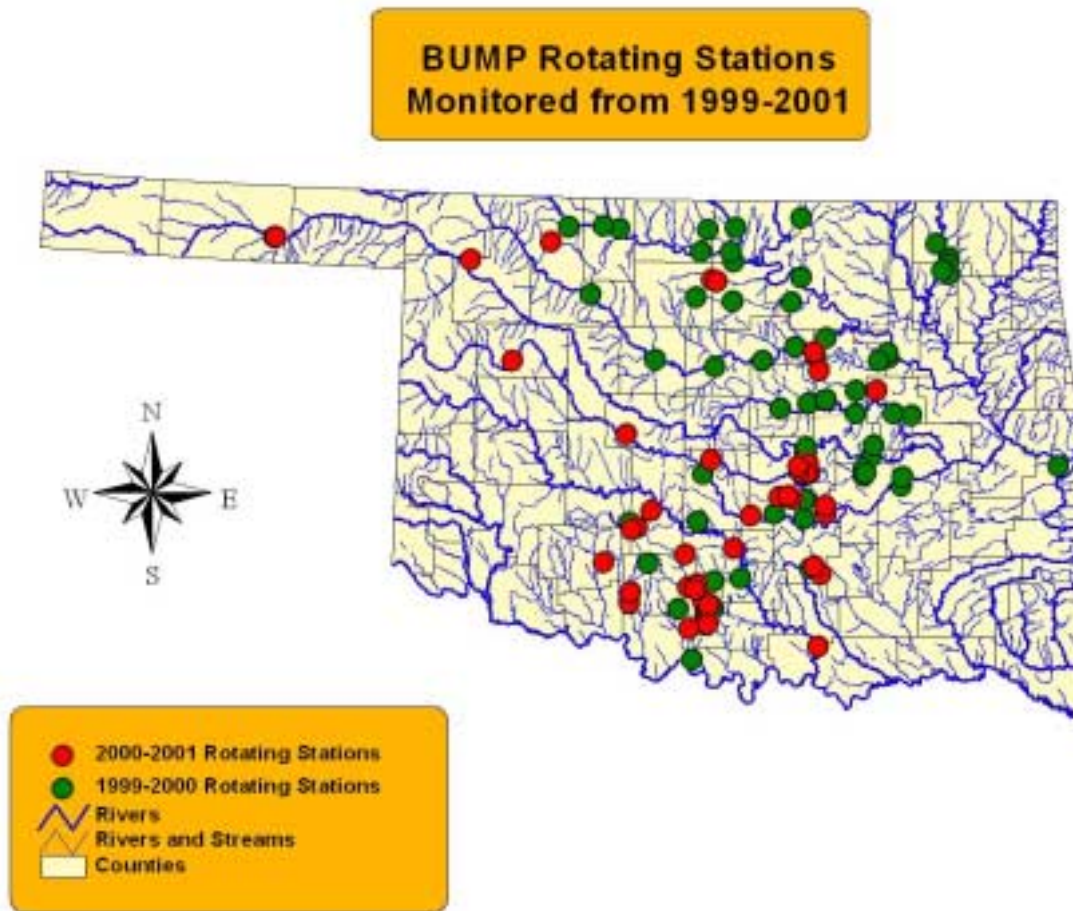 BUMP Rotating Stations
Monitored from 1999-2001
N
W E
S
2000-2001 Rotating Stations
1999-2000 Rotating Stations
Rivers
Rivers and Streams
Counties